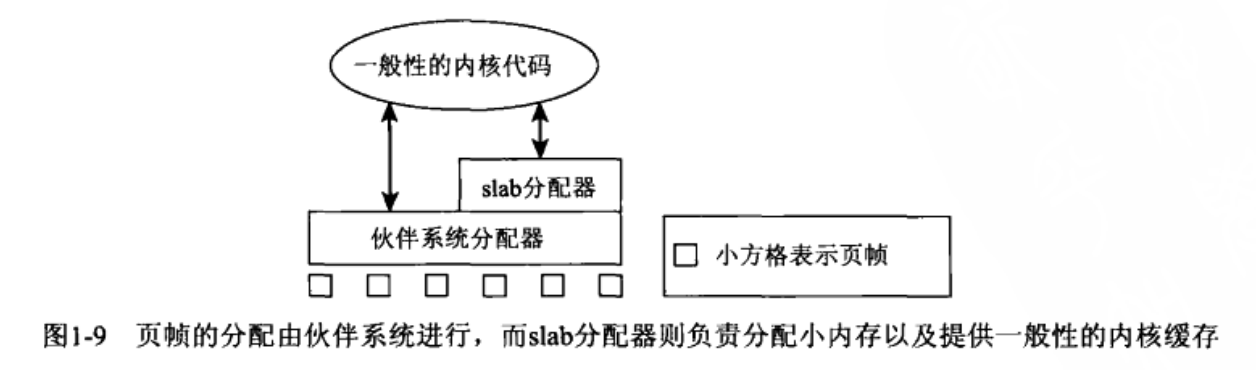 一般性的内核代码
slab分配器
伙伴系统分配器
小方格表示页帧
图1-9 页帧的分配由伙伴系统进行，而slab分配器则负责分配小内存以及提供一般性的内核缓存